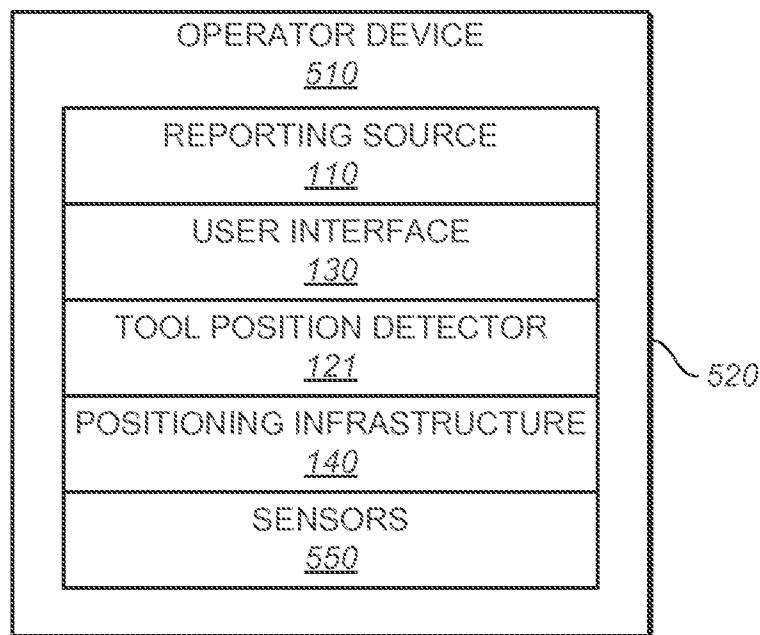 OPERATOR DEVICE
510
REPORTING SOURCE
110
USER INTERFACE
130
TOOL POSITION DETECTOR
121
POSITIONING INFRASTRUCTURE
140
SENSORS
550
520